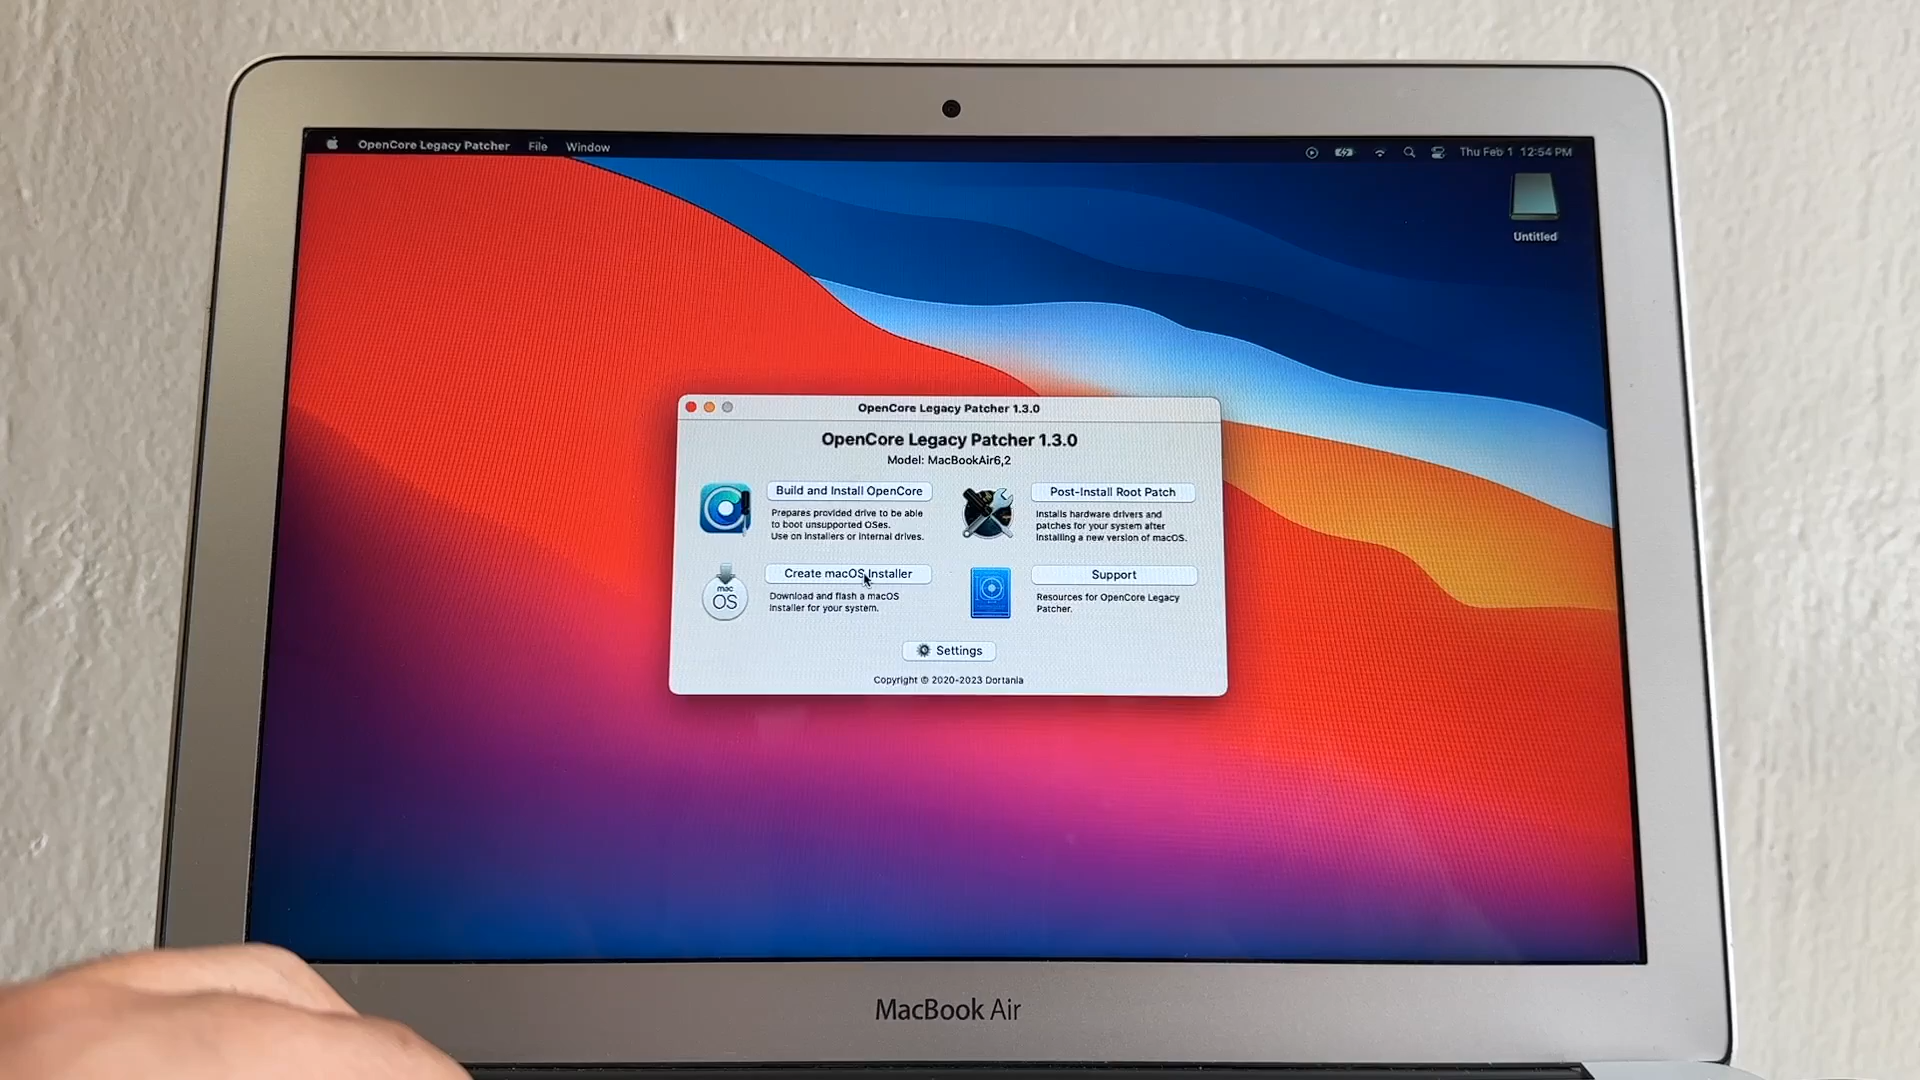 OpenCore Legacy Patcher File Window
Thu Feb 1 12:54 PM
Untitled
OpenCore Legacy Patcher 1.3.0
OpenCore Legacy Patcher 1.3.0
Model: MacBookAir6,2
Build and Install OpenCore
Prepares provided drive to be able
to boot unsupported OSes.
Use on installers or internal drives.
Post-Install Root Patch
Installs hardware drivers and
patches for your system after
installing a new version of macOS.
mac
OS
Create macOS Installer
Download and flash a macOS
Installer for your system.
Support
Resources for OpenCore Legacy
Patcher.
Settings
Copyright © 2020-2023 Dortania
MacBook Air